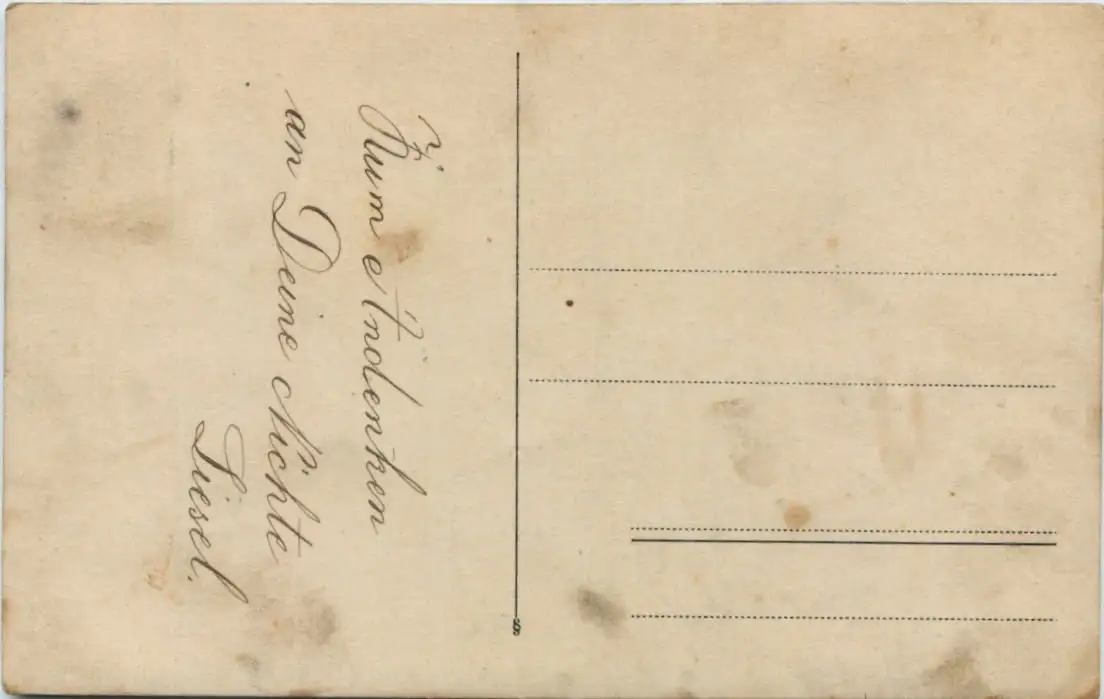 Zum Andenken
an Deine Nichte
Liesel.